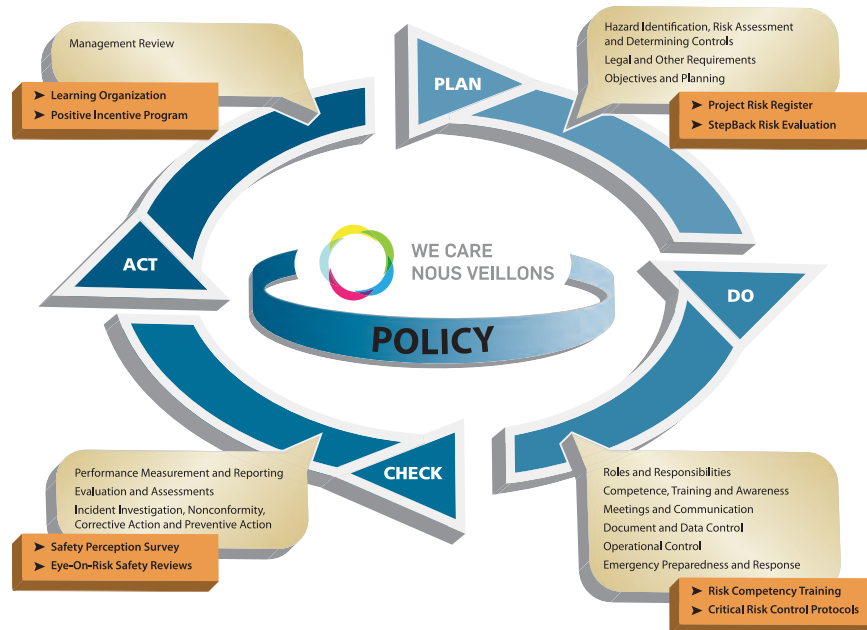 Management Review
➤ Learning Organization
➤ Positive Incentive Program
PLAN
Hazard Identification, Risk Assessment
and Determining Controls
Legal and Other Requirements
Objectives and Planning
➤ Project Risk Register
➤ StepBack Risk Evaluation
ACT
WE CARE
NOUS VEILLONS
POLICY
DO
CHECK
Performance Measurement and Reporting
Evaluation and Assessments
Incident Investigation, Nonconformity,
Corrective Action and Preventive Action
➤ Safety Perception Survey
➤ Eye-On-Risk Safety Reviews
Roles and Responsibilities
Competence, Training and Awareness
Meetings and Communication
Document and Data Control
Operational Control
Emergency Preparedness and Response
➤ Risk Competency Training
➤ Critical Risk Control Protocols